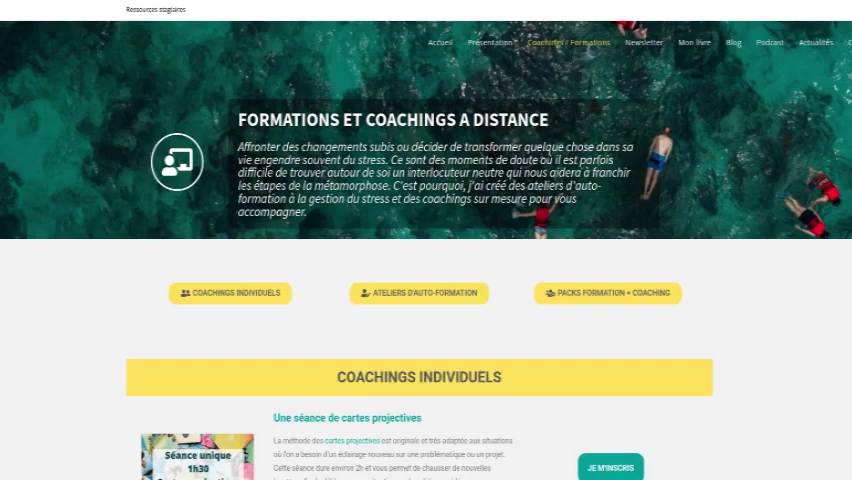 Ressources stagiaires
Accueil Présentation Coachings / Formations Newsletter Mon livre Blog Podcast Actualités
FORMATIONS ET COACHINGS A DISTANCE
Affronter des changements subis ou décider de transformer quelque chose dans sa
vie engendre souvent du stress. Ce sont des moments de doute où il est parfois
difficile de trouver autour de soi un interlocuteur neutre qui nous aidera à franchir
les étapes de la métamorphose. C'est pourquoi, j'ai créé des ateliers d'auto-
formation à la gestion du stress et des coachings sur mesure pour vous
accompagner.
COACHINGS INDIVIDUELS ATELIERS D'AUTO-FORMATION PACKS FORMATION + COACHING
COACHINGS INDIVIDUELS
Une séance de cartes projectives
La méthode des cartes projectives est originale et très adaptée aux situations
où l'on a besoin d'un éclairage nouveau sur une problématique ou un projet.
Cette séance dure environ 2h et vous permet de chausser de nouvelles
Séance unique
1h30
JE M'INSCRIS